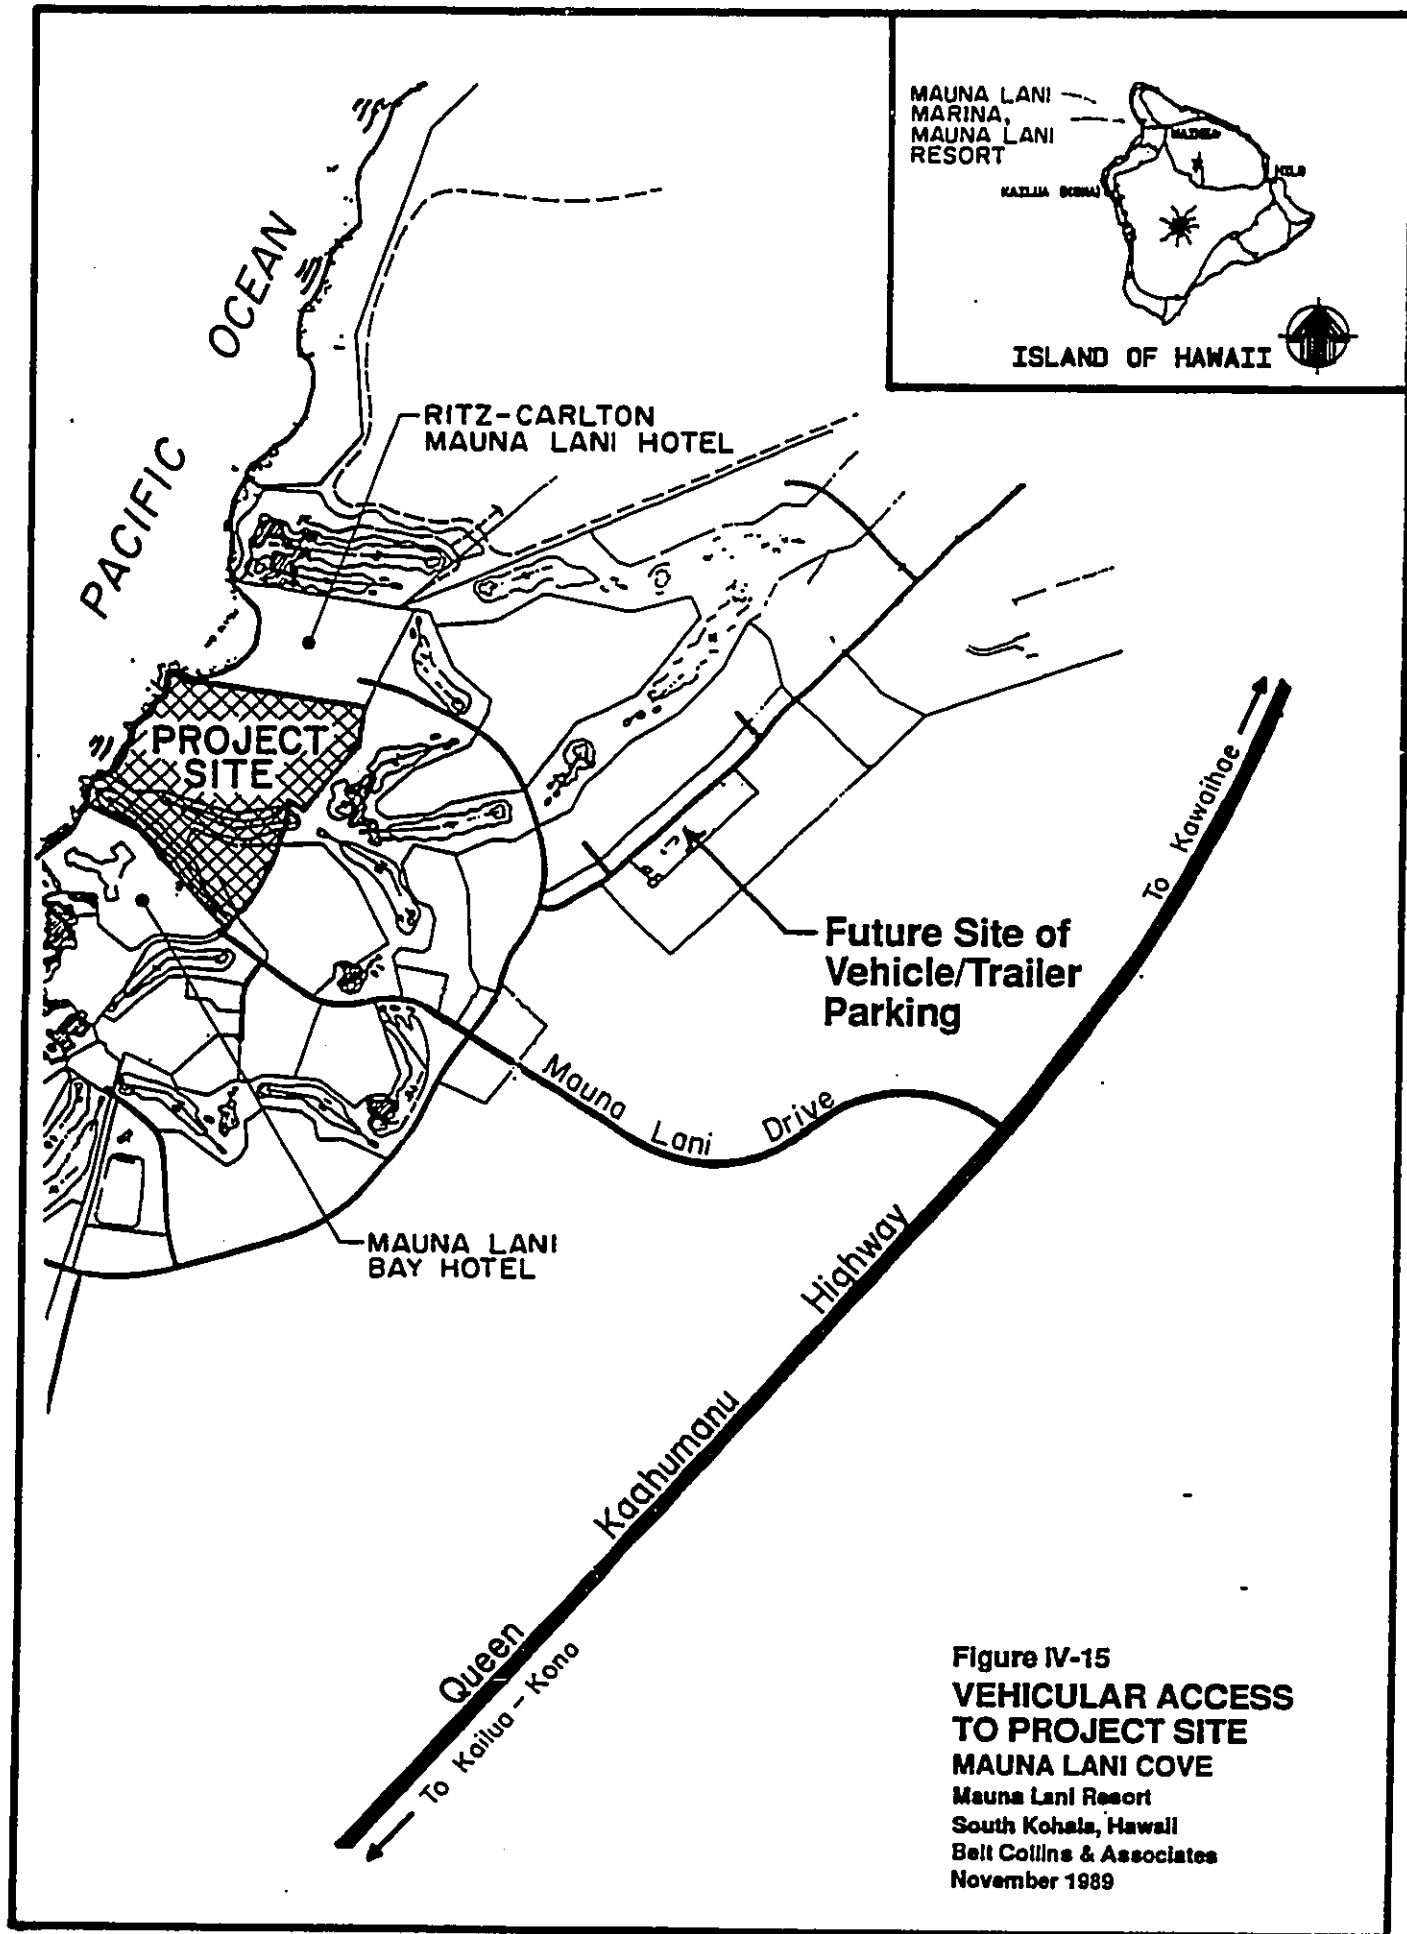 MAUNA LANI
MARINA,
MAUNA LANI
RESORT
WAIMEA
HILO
KAILUA (KONA)
ISLAND OF HAWAII
PACIFIC OCEAN
RITZ-CARLTON
MAUNA LANI HOTEL
PROJECT
SITE
To Kawaihae
Future Site of
Vehicle/Trailer
Parking
Mauna Lani Drive
MAUNA LANI
BAY HOTEL
Queen Kaahumanu Highway
To Kailua-Kona
Figure IV-15
VEHICULAR ACCESS
TO PROJECT SITE
MAUNA LANI COVE
Mauna Lani Resort
South Kohala, Hawaii
Belt Collins & Associates
November 1989